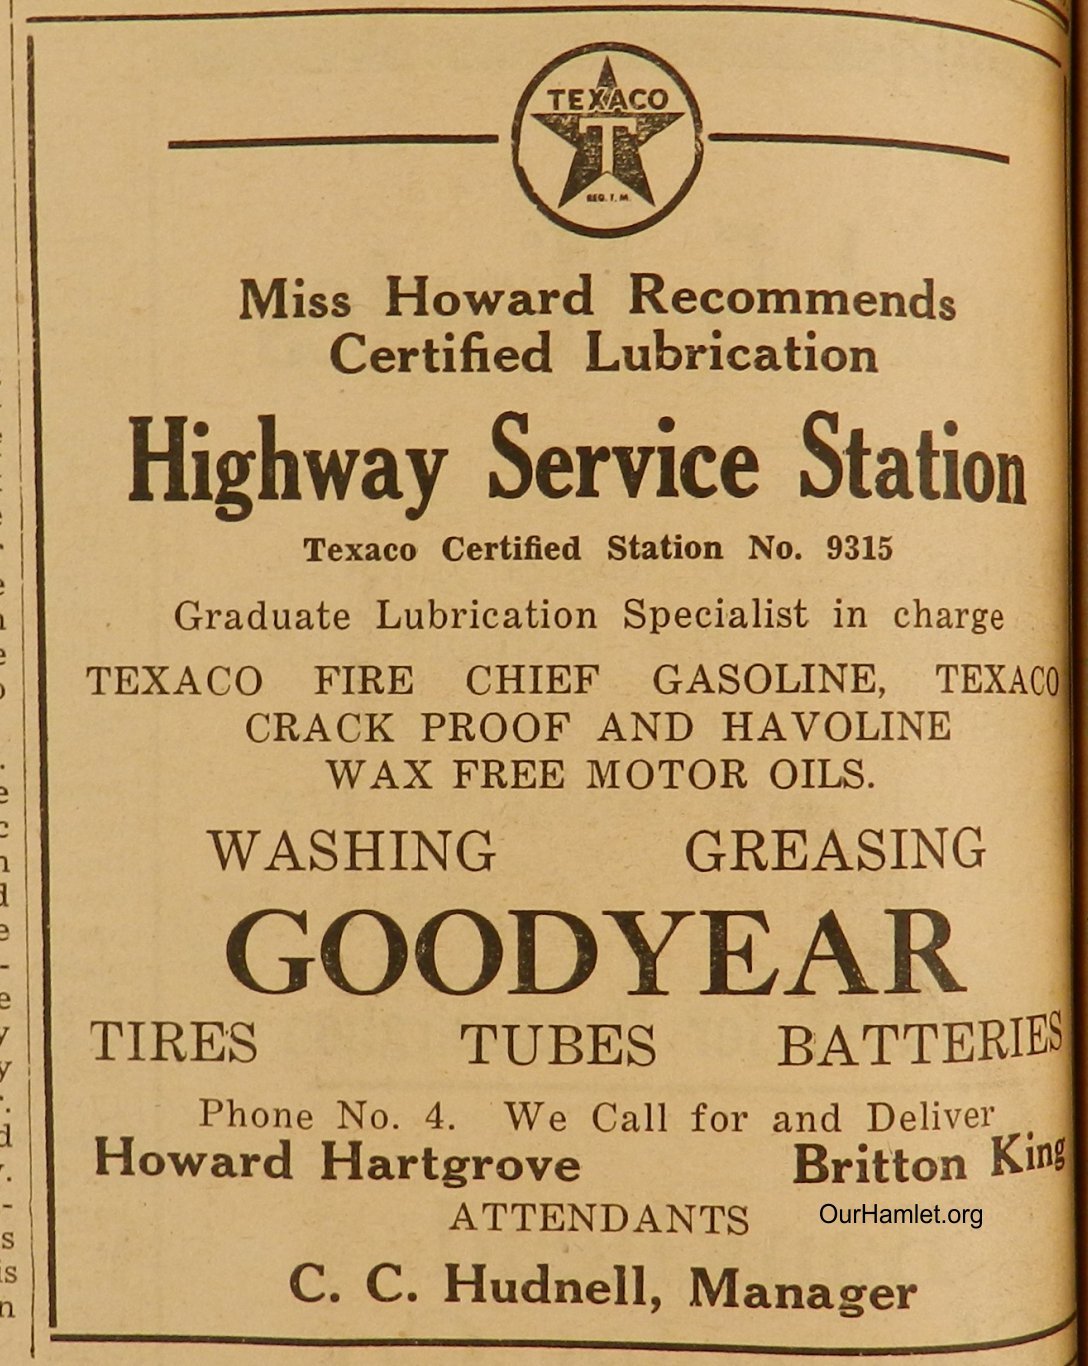 TEXACO
T
REG. T. M.
Miss Howard Recommends
Certified Lubrication
Highway Service Station
Texaco Certified Station No. 9315
Graduate Lubrication Specialist in charge
TEXACO FIRE CHIEF GASOLINE, TEXACO
CRACK PROOF AND HAVOLINE
WAX FREE MOTOR OILS.
WASHING GREASING
GOODYEAR
TIRES TUBES BATTERIES
Phone No. 4. We Call for and Deliver
Howard Hartgrove Britton King
ATTENDANTS
OurHamlet.org
C. C. Hudnell, Manager